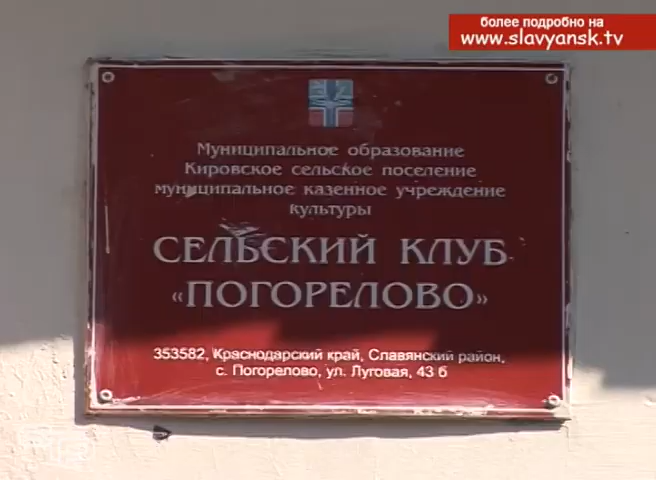 более подробно на
www.slavyansk.tv
Муниципальное образование
Кировское сельское поселение
муниципальное казенное учреждение
культуры
СЕЛЬСКИЙ КЛУБ
«ПОГОРЕЛОВО»
353582, Краснодарский край, Славянский район,
с. Погорелово, ул. Луговая, 43 б